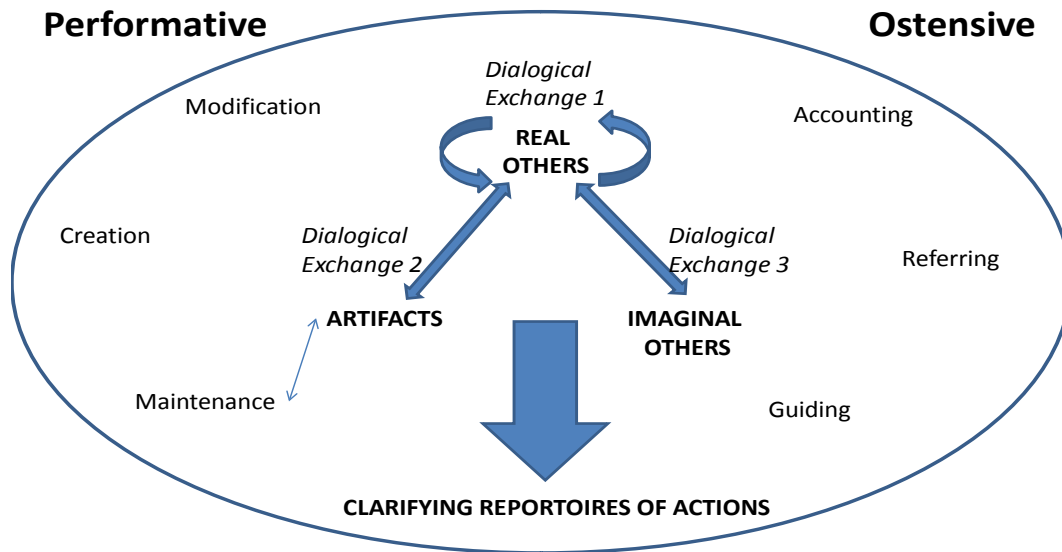 Performative
Ostensive
Dialogical
Exchange 1
Modification
Accounting
REAL
OTHERS
Creation
Dialogical
Exchange 2
Dialogical
Exchange 3
Referring
ARTIFACTS
IMAGINAL
OTHERS
Maintenance
Guiding
CLARIFYING REPORTOIRES OF ACTIONS